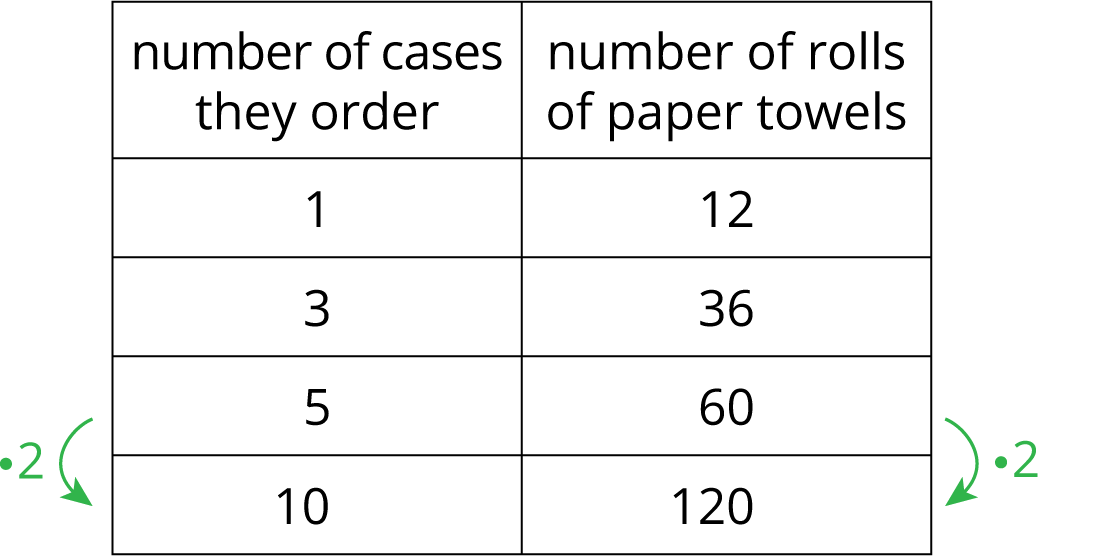 number of cases
they order
number of rolls
of paper towels
1 12
3 36
5 60
•2 •2
10 120